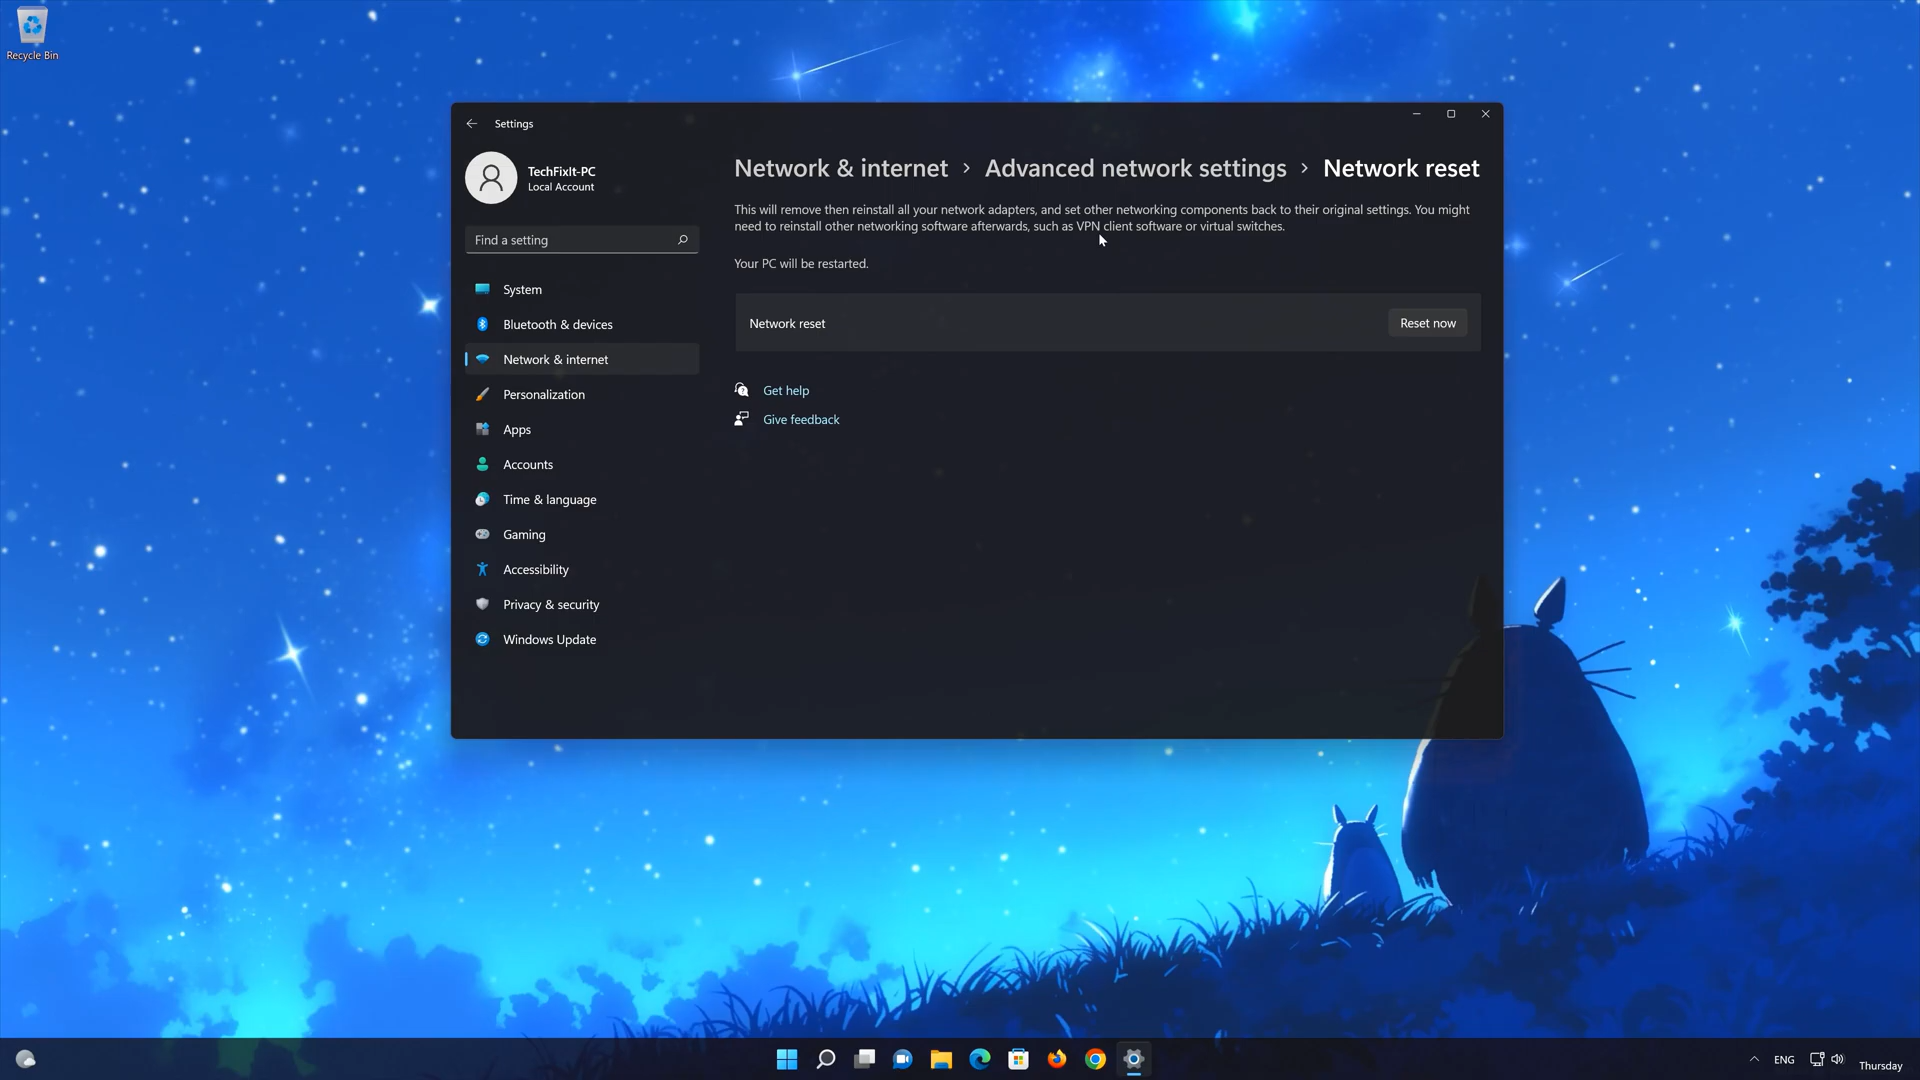 Recycle Bin
Settings
TechFixIt-PC
Local Account
Find a setting
System
Bluetooth & devices
Network & internet
Personalization
Apps
Accounts
Time & language
Gaming
Accessibility
Privacy & security
Windows Update
Network & internet › Advanced network settings › Network reset
This will remove then reinstall all your network adapters, and set other networking components back to their original settings. You might
need to reinstall other networking software afterwards, such as VPN client software or virtual switches.
Your PC will be restarted.
Network reset
Reset now
Get help
Give feedback
ENG
Thursday